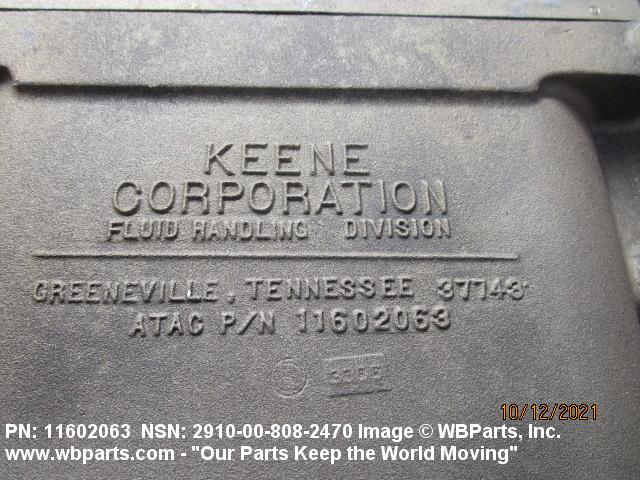 KEENE
CORPORATION
FLUID HANDLING DIVISION
GREENEVILLE, TENNESSEE 37743
ATAC P/N 11602063
10/12/2021
PN: 11602063 NSN: 2910-00-808-2470 Image © WBParts, Inc.
www.wbparts.com - "Our Parts Keep the World Moving"